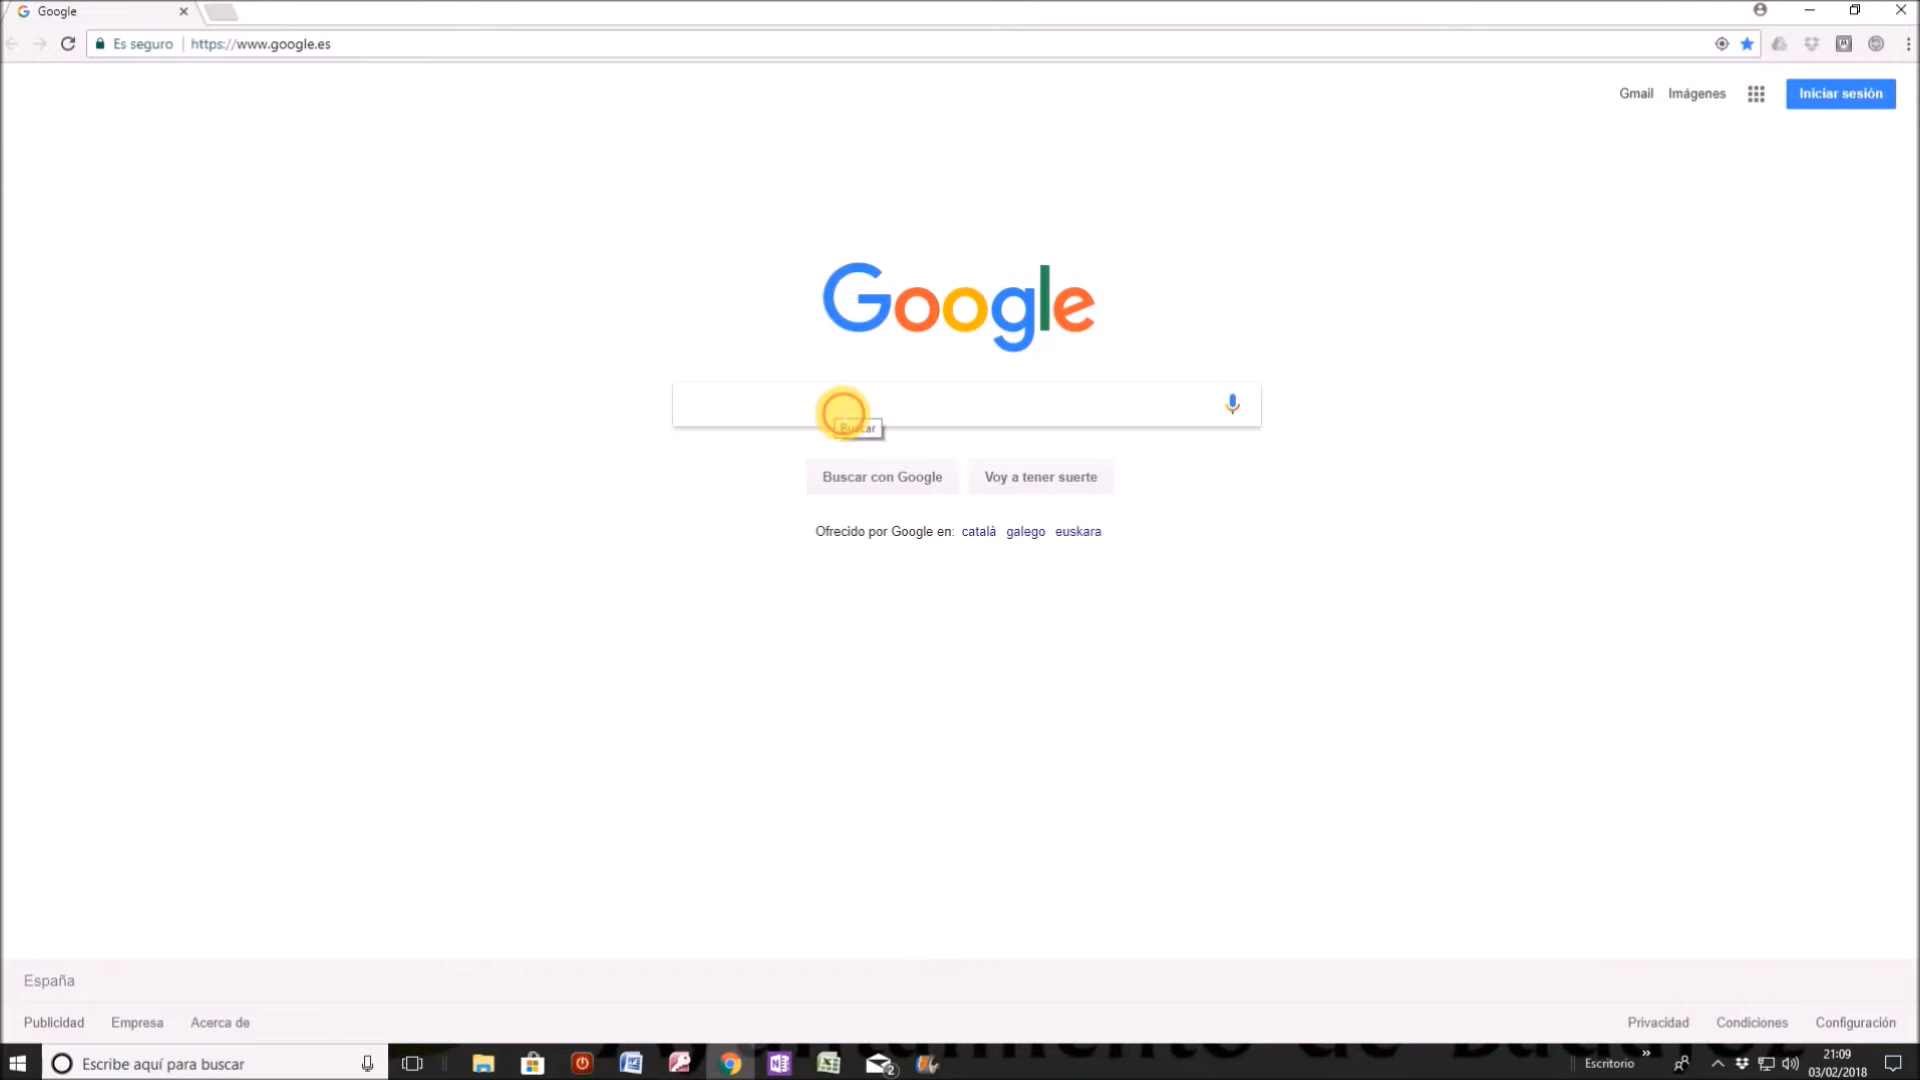 Google
Es seguro
https://www.google.es
Gmail
Imágenes
Iniciar sesión
Google
Buscar
Buscar con Google
Voy a tener suerte
Ofrecido por Google en: català galego euskara
España
Publicidad
Empresa
Acerca de
Privacidad
Condiciones
Configuración
Escribe aquí para buscar
2
Escritorio
21:09
03/02/2018